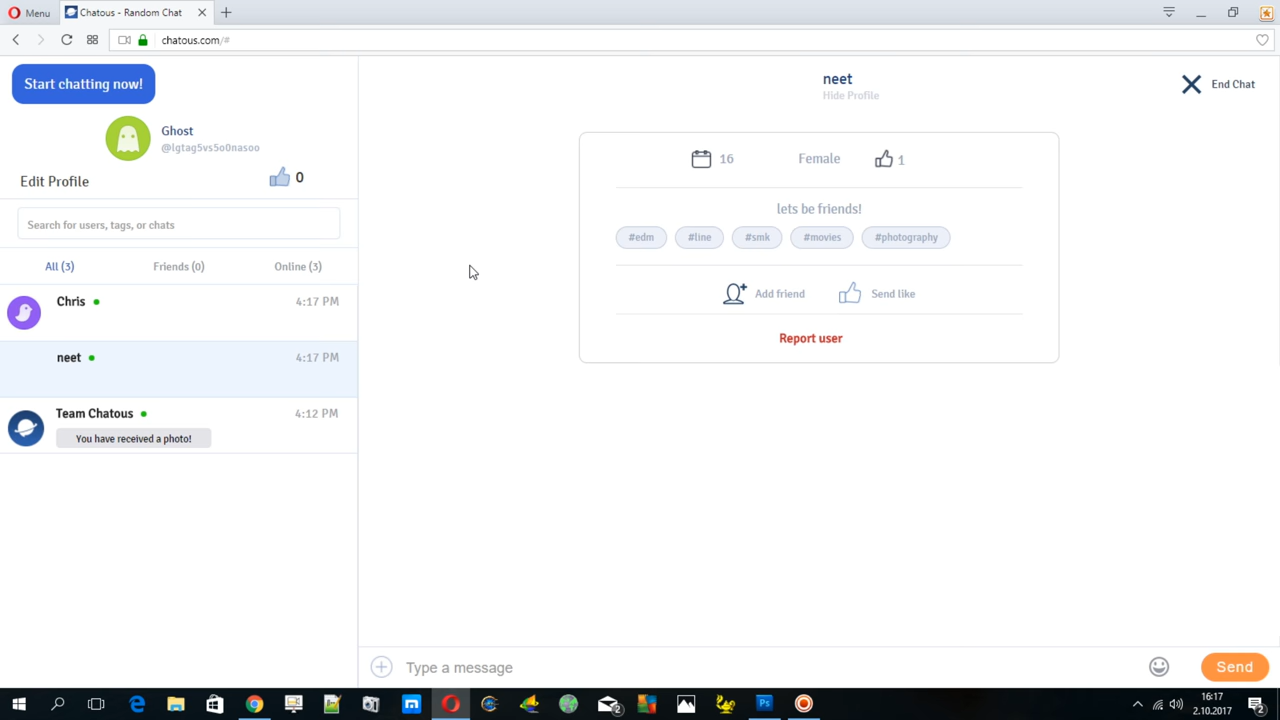 Menu
Chatous - Random Chat
chatous.com/#
Start chatting now!
Ghost
@lgtag5vs5o0nasoo
Edit Profile
0
Search for users, tags, or chats
All (3)
Friends (0)
Online (3)
Chris
4:17 PM
neet
4:17 PM
Team Chatous
4:12 PM
You have received a photo!
neet
Hide Profile
End Chat
16
Female
1
lets be friends!
#edm #line #smk #movies #photography
Add friend
Send like
Report user
Type a message
Send
2
Ps
16:17
2.10.2017
2